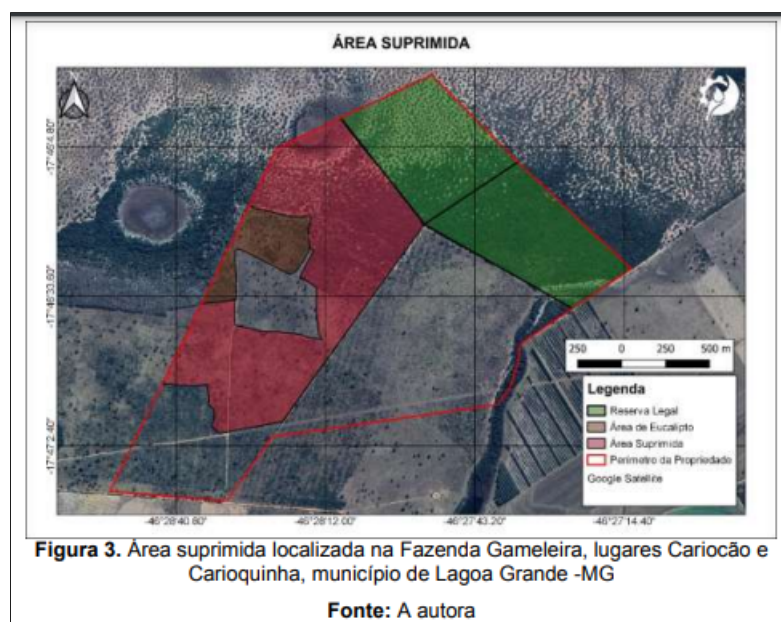 ÁREA SUPRIMIDA
-17°46'4.80"
-17°46'33.60"
-17°47'2.40"
-46°28'40.80"
-46°28'12.00"
-46°27'43.20"
-46°27'14.40"
250 0 250 500 m
Legenda
Reserva Legal
Área de Eucalipto
Área Suprimida
Perímetro da Propriedade
Google Satellite
Figura 3. Área suprimida localizada na Fazenda Gameleira, lugares Cariocão e
Carioquinha, município de Lagoa Grande -MG
Fonte: A autora